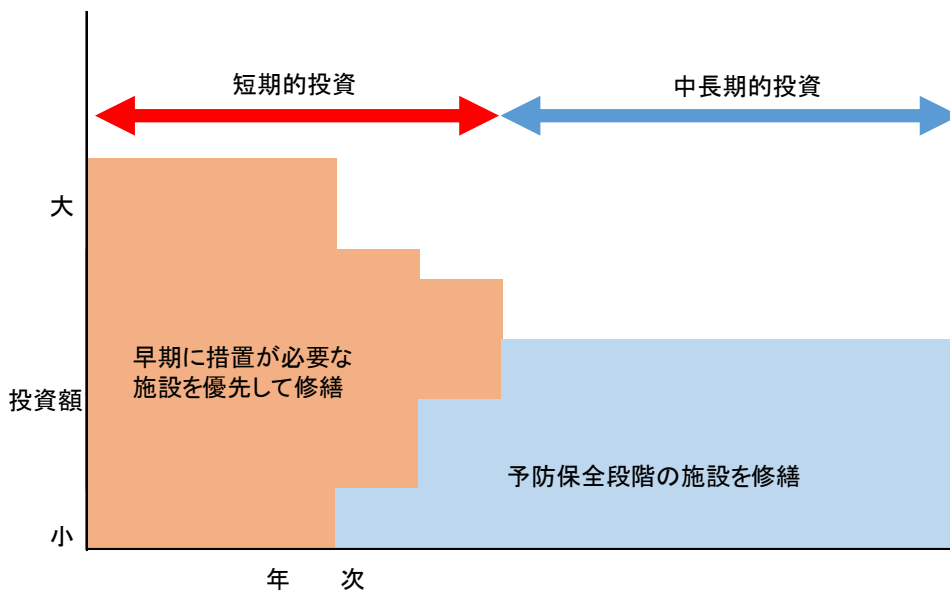 短期的投資
中長期的投資
大
早期に措置が必要な
施設を優先して修繕
投資額
予防保全段階の施設を修繕
小
年　次